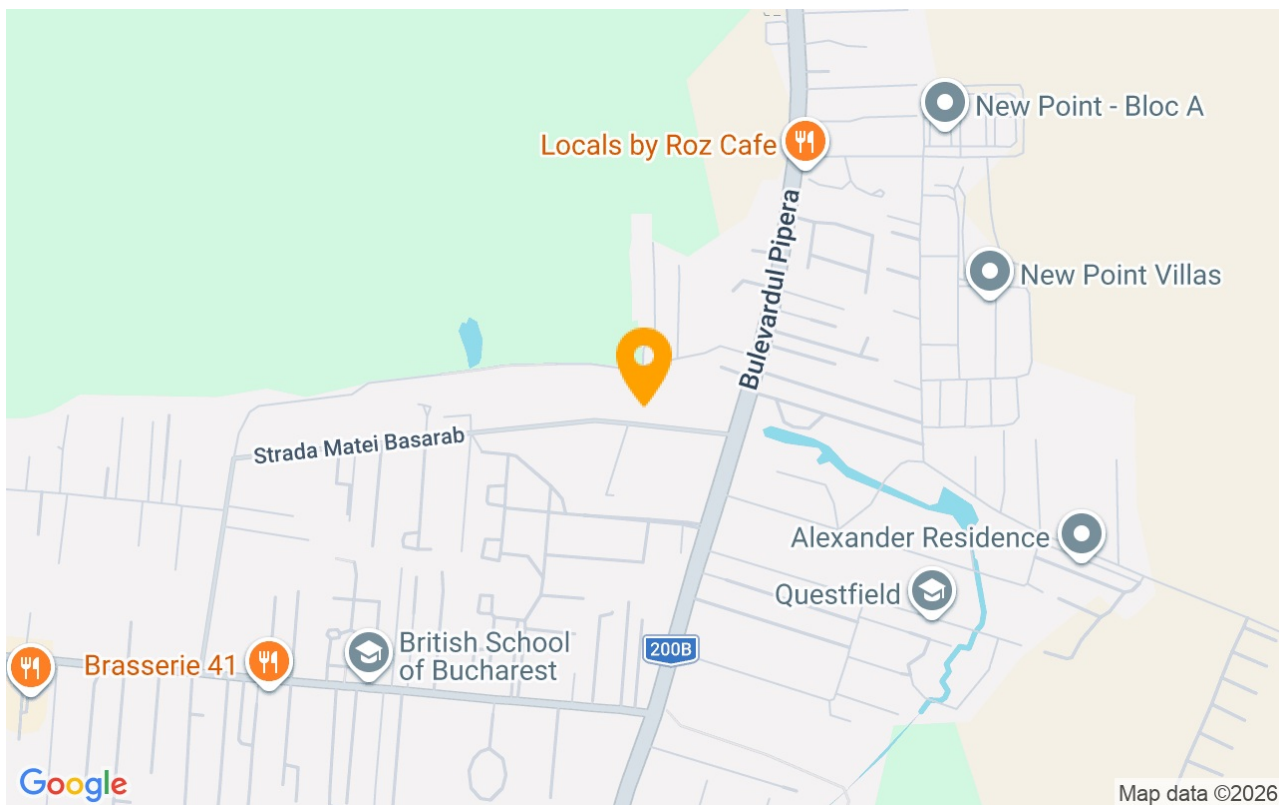 New Point - Bloc A
Locals by Roz Cafe
Bulevardul Pipera
New Point Villas
Strada Matei Basarab
Alexander Residence
Questfield
British School
of Bucharest
200B
Brasserie 41
Google
Map data ©2026